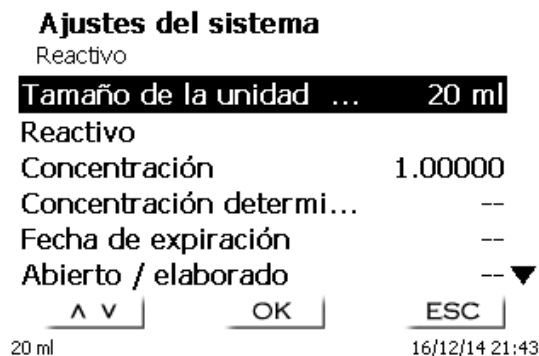 Ajustes del sistema
Reactivo
Tamaño de la unidad ... 20 ml
Reactivo
Concentración 1.00000
Concentración determi... --
Fecha de expiración --
Abierto / elaborado -- ▼
∧ ∨ OK ESC
20 ml 16/12/14 21:43